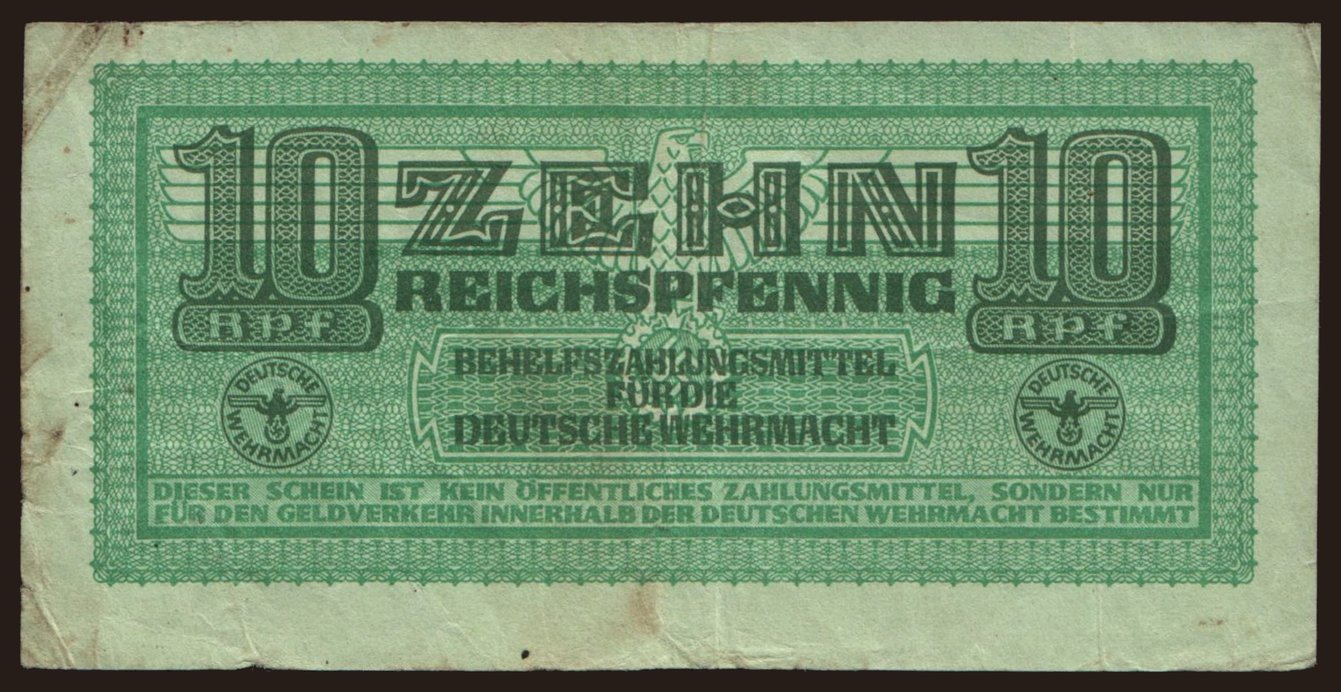 10 ZEHN 10
REICHSPFENNIG
Rpf Rpf
BEHELFSZAHLUNGSMITTEL
FÜR DIE
DEUTSCHE WEHRMACHT
DEUTSCHE WEHRMACHT
DEUTSCHE WEHRMACHT
DIESER SCHEIN IST KEIN ÖFFENTLICHES ZAHLUNGSMITTEL, SONDERN NUR
FÜR DEN GELDVERKEHR INNERHALB DER DEUTSCHEN WEHRMACHT BESTIMMT